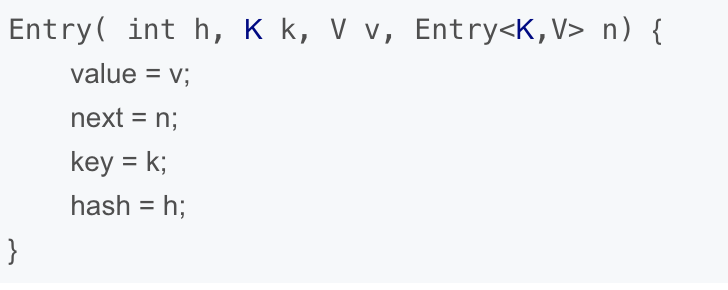 Entry( int h, K k, V v, Entry<K,V> n) {
value = v;
next = n;
key = k;
hash = h;
}